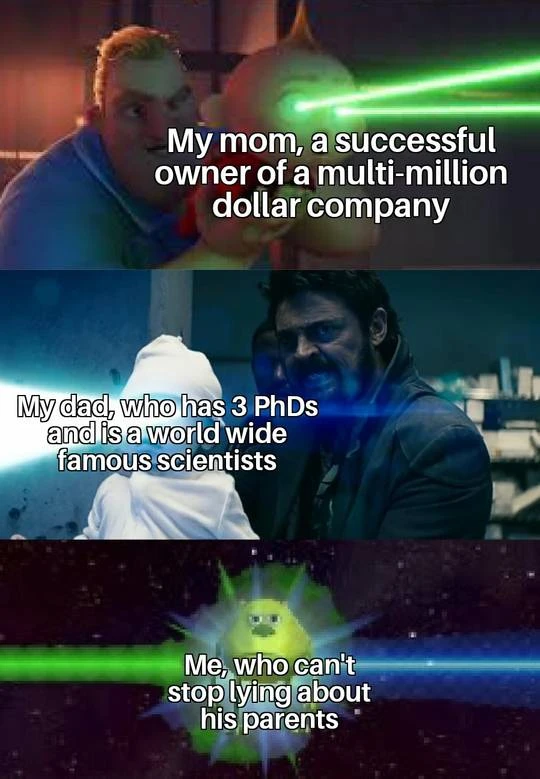 My mom, a successful
owner of a multi-million
dollar company
My dad, who has 3 PhDs
and is a world wide
famous scientists
Me, who can't
stop lying about
his parents